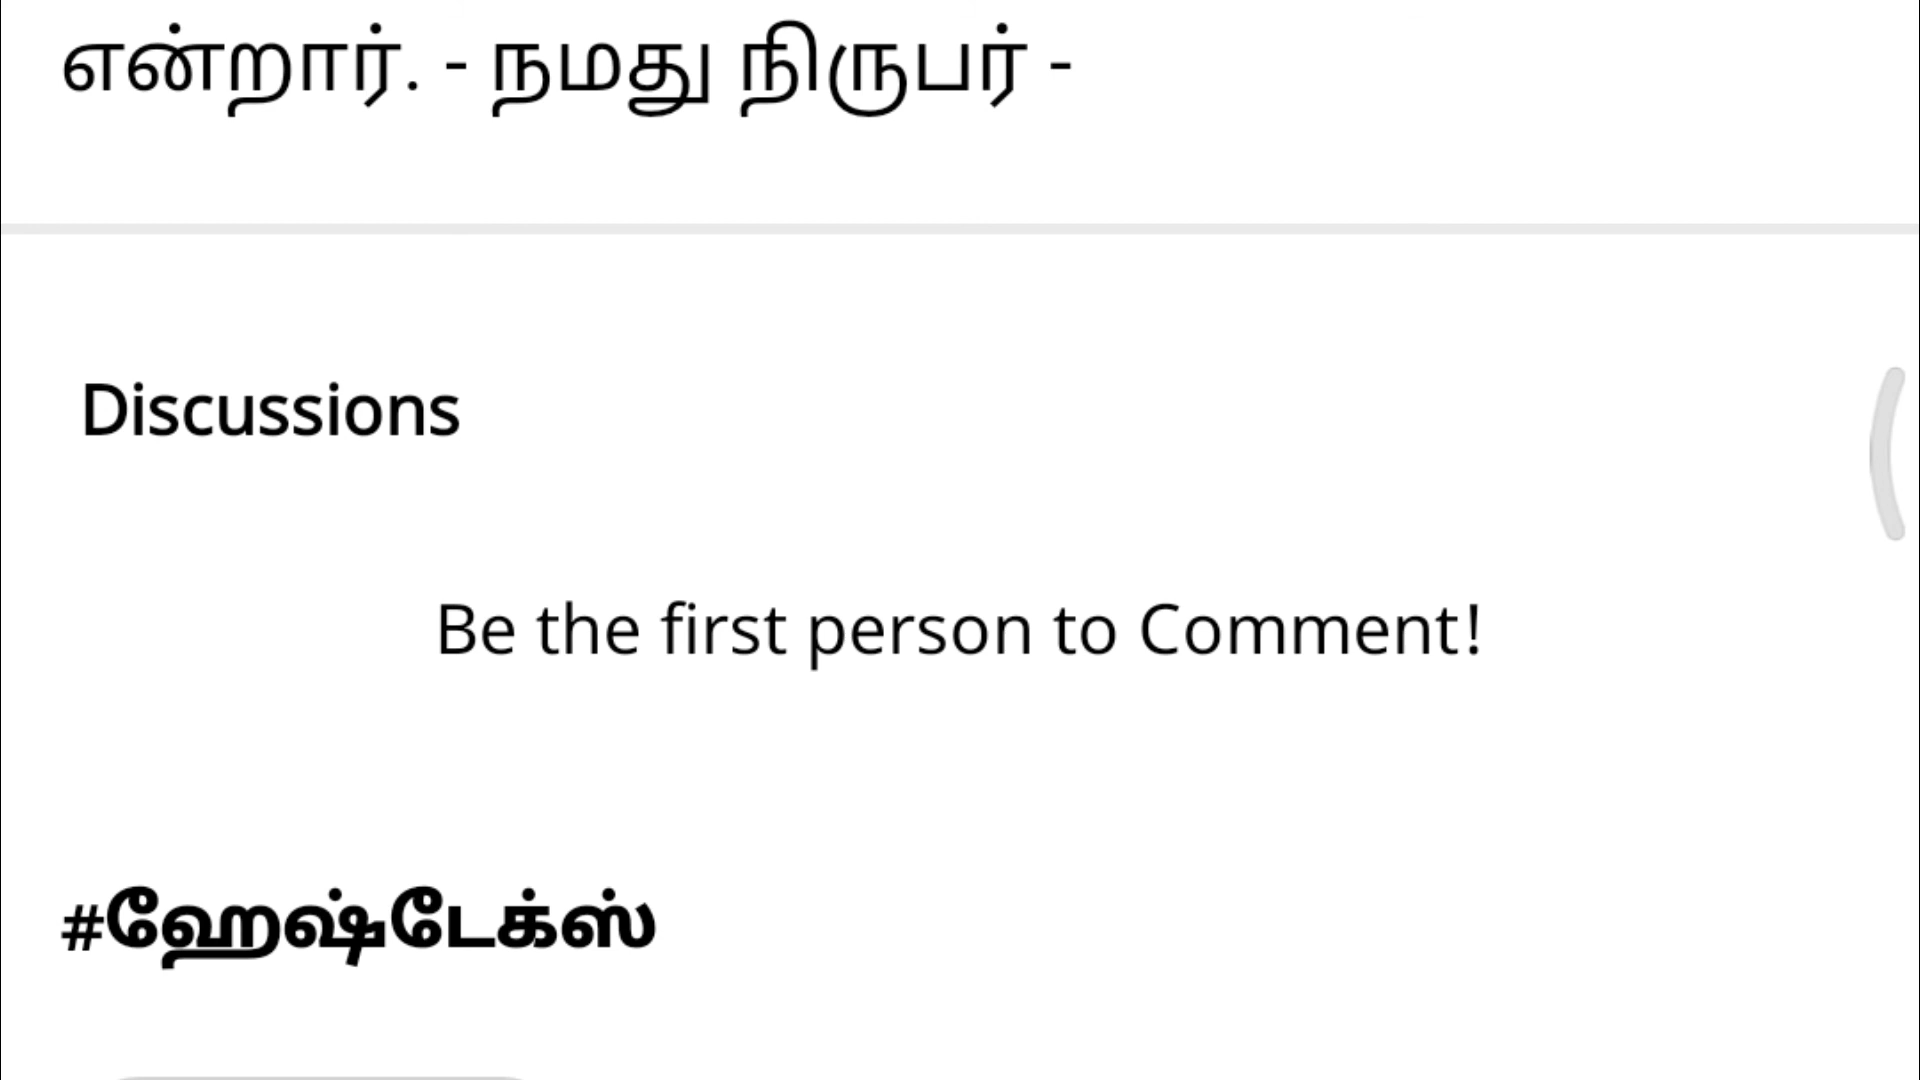 என்றார். - நமது நிருபர் -
Discussions
Be the first person to Comment!
#ஹேஷ்டேக்ஸ்